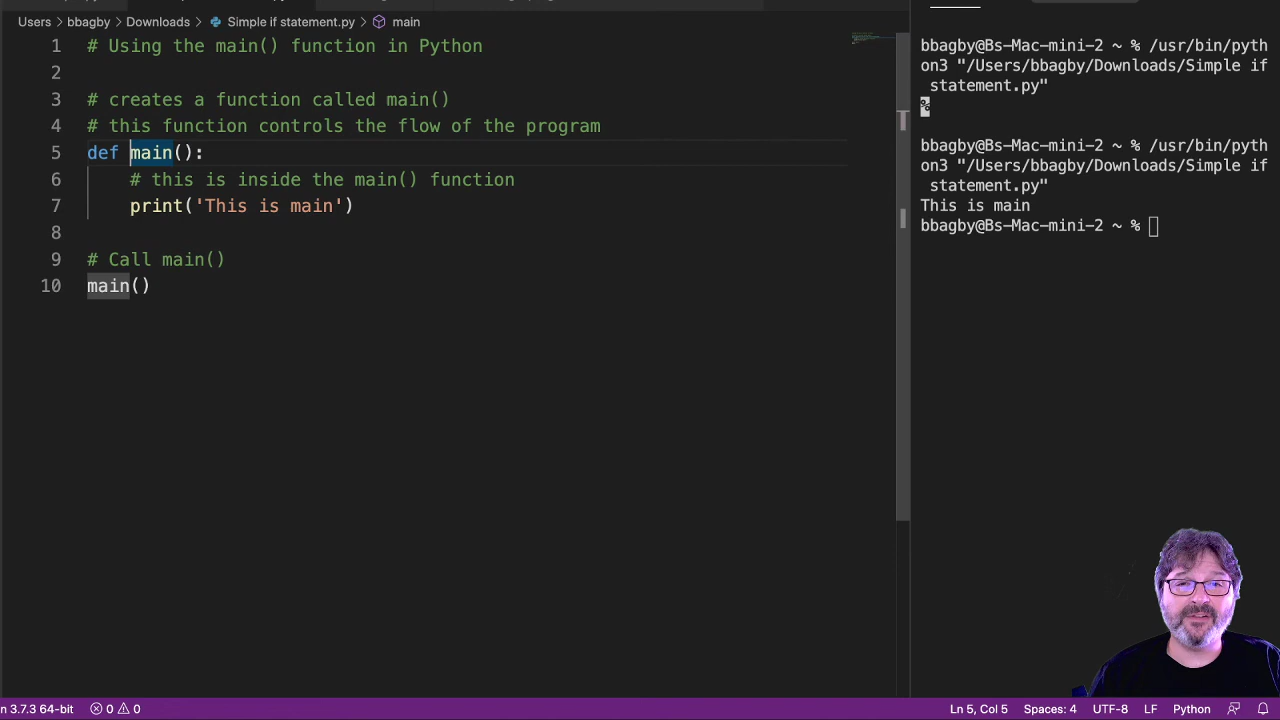 Users > bbagby > Downloads > Simple if statement.py > main
1 # Using the main() function in Python
2
3 # creates a function called main()
4 # this function controls the flow of the program
5 def main():
6 # this is inside the main() function
7 print('This is main')
8
9 # Call main()
10 main()
bbagby@Bs-Mac-mini-2 ~ % /usr/bin/pyth
on3 "/Users/bbagby/Downloads/Simple if
statement.py"
%
bbagby@Bs-Mac-mini-2 ~ % /usr/bin/pyth
on3 "/Users/bbagby/Downloads/Simple if
statement.py"
This is main
bbagby@Bs-Mac-mini-2 ~ %
n 3.7.3 64-bit 0 0 Ln 5, Col 5 Spaces: 4 UTF-8 LF Python